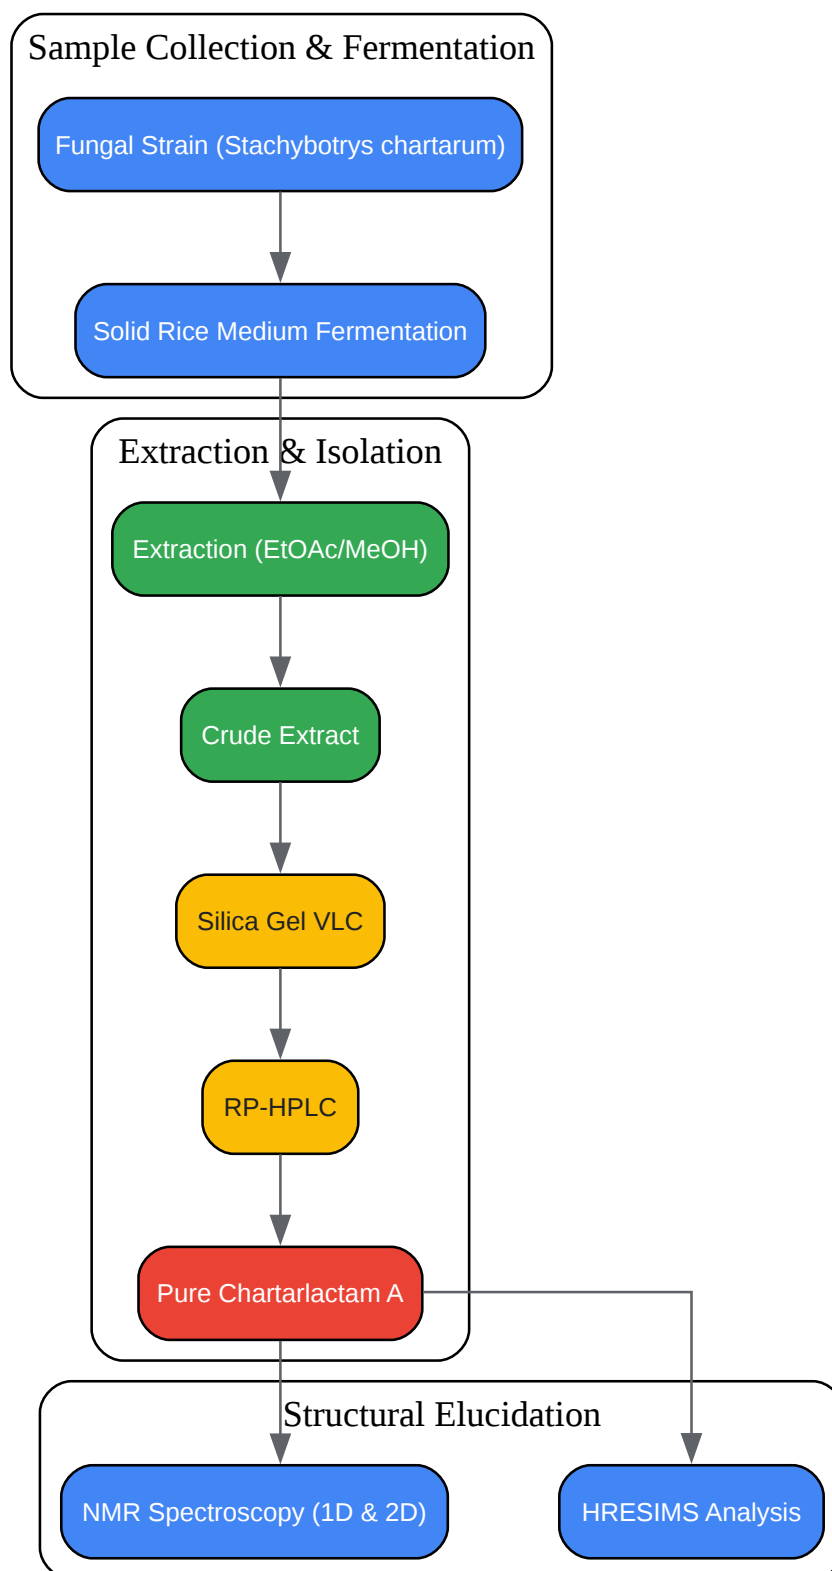 Sample Collection & Fermentation
Fungal Strain (Stachybotrys chartarum)
Solid Rice Medium Fermentation
Extraction & Isolation
Extraction (EtOAc/MeOH)
Crude Extract
Silica Gel VLC
RP-HPLC
Pure Chartarlactam A
Structural Elucidation
NMR Spectroscopy (1D & 2D)
HRESIMS Analysis